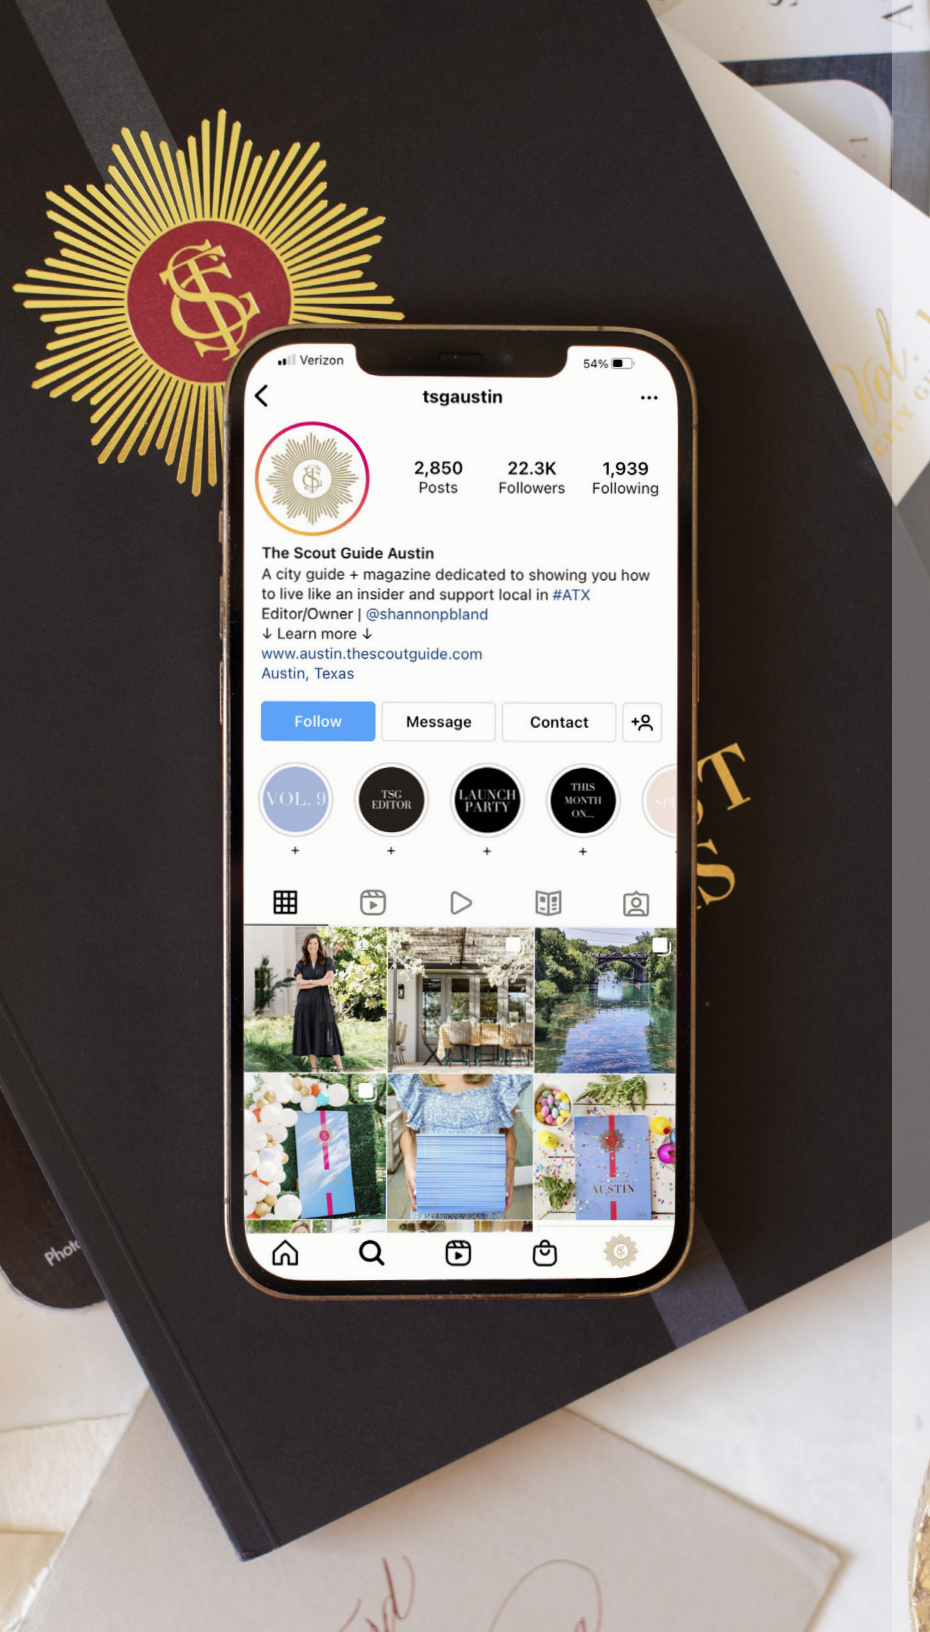 Verizon
54%
tsgaustin
2,850
Posts
22.3K
Followers
1,939
Following
The Scout Guide Austin
A city guide + magazine dedicated to showing you how
to live like an insider and support local in #ATX
Editor/Owner | @shannonpbland
↓ Learn more ↓
www.austin.thescoutguide.com
Austin, Texas
Follow
Message
Contact
VOL. 9
TSG
EDITOR
LAUNCH
PARTY
THIS
MONTH
ON...
+
+
+
+
AUSTIN
Vol.
CITY